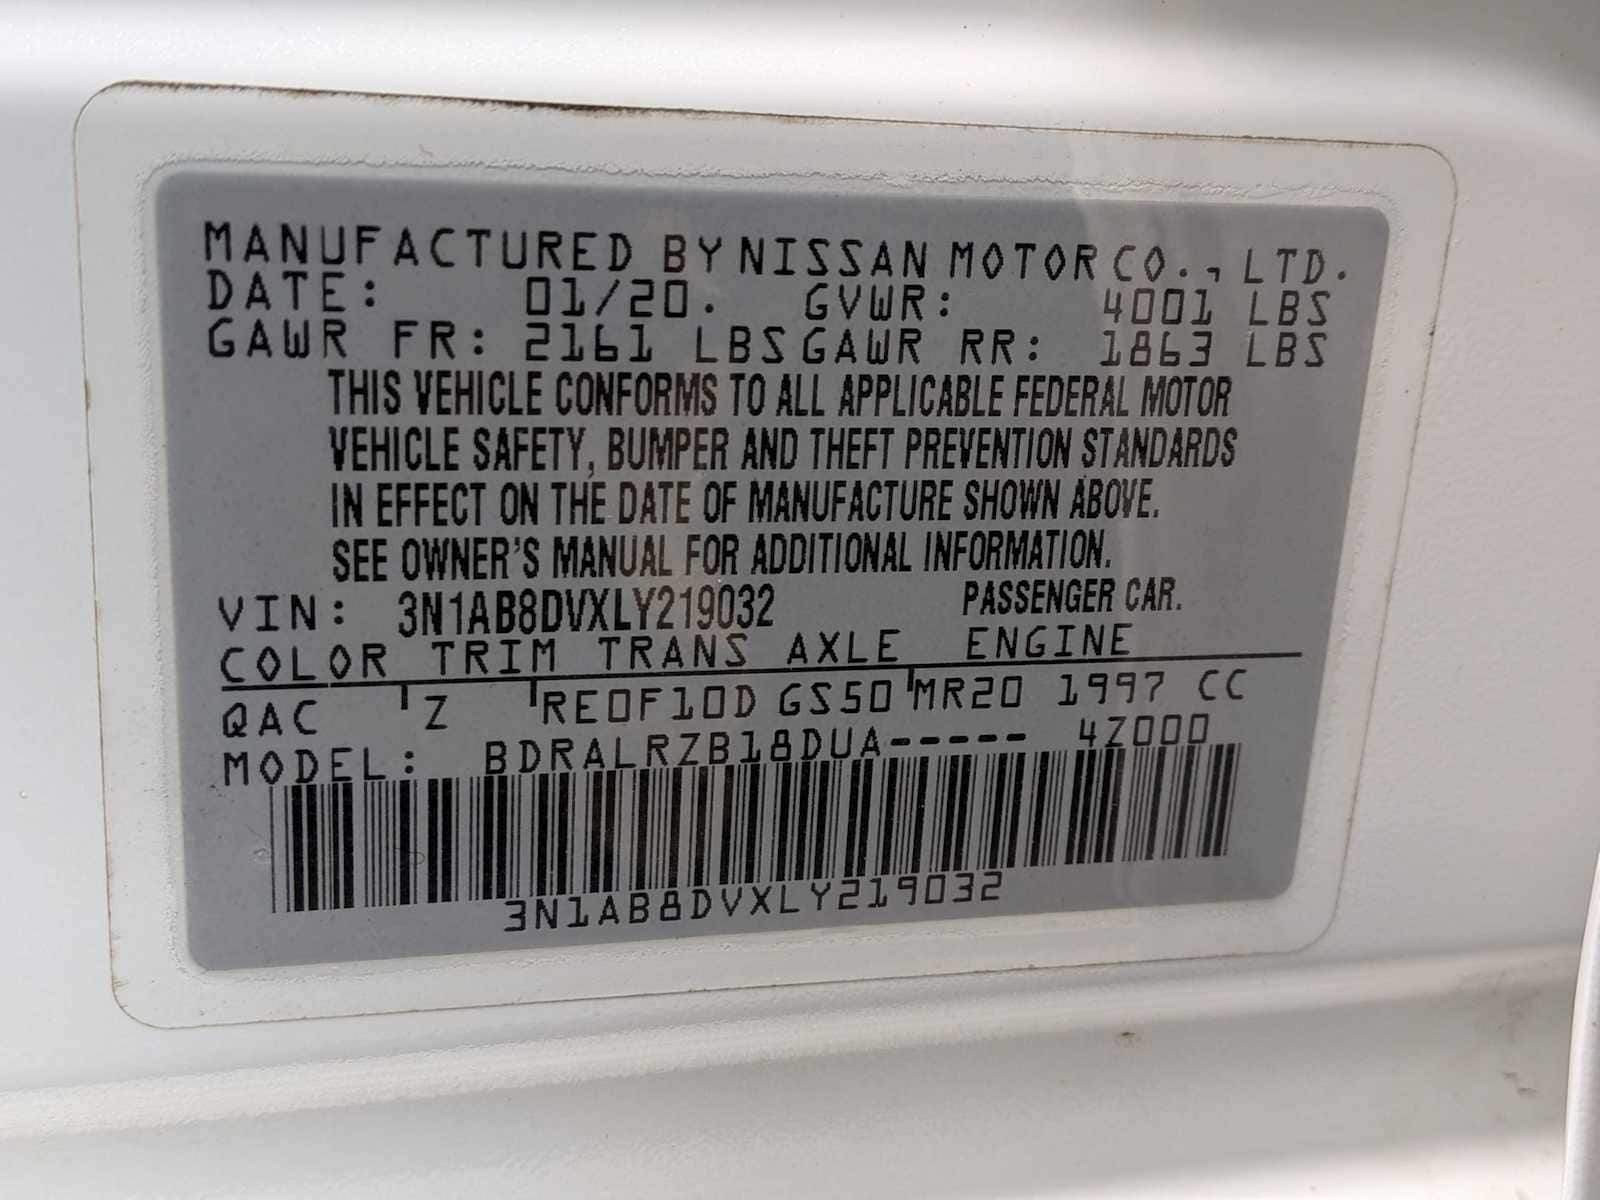 MANUFACTURED BY NISSAN MOTOR CO., LTD.
DATE: 01/20. GVWR: 4001 LBS
GAWR FR: 2161 LBS GAWR RR: 1863 LBS
THIS VEHICLE CONFORMS TO ALL APPLICABLE FEDERAL MOTOR
VEHICLE SAFETY, BUMPER AND THEFT PREVENTION STANDARDS
IN EFFECT ON THE DATE OF MANUFACTURE SHOWN ABOVE.
SEE OWNER'S MANUAL FOR ADDITIONAL INFORMATION.
VIN: 3N1AB8DVXLY219032 PASSENGER CAR.
COLOR TRIM TRANS AXLE ENGINE
QAC Z RE0F10D GS50 MR20 1997 CC
MODEL: BDRALRZB18DUA----- 4Z000
3N1AB8DVXLY219032